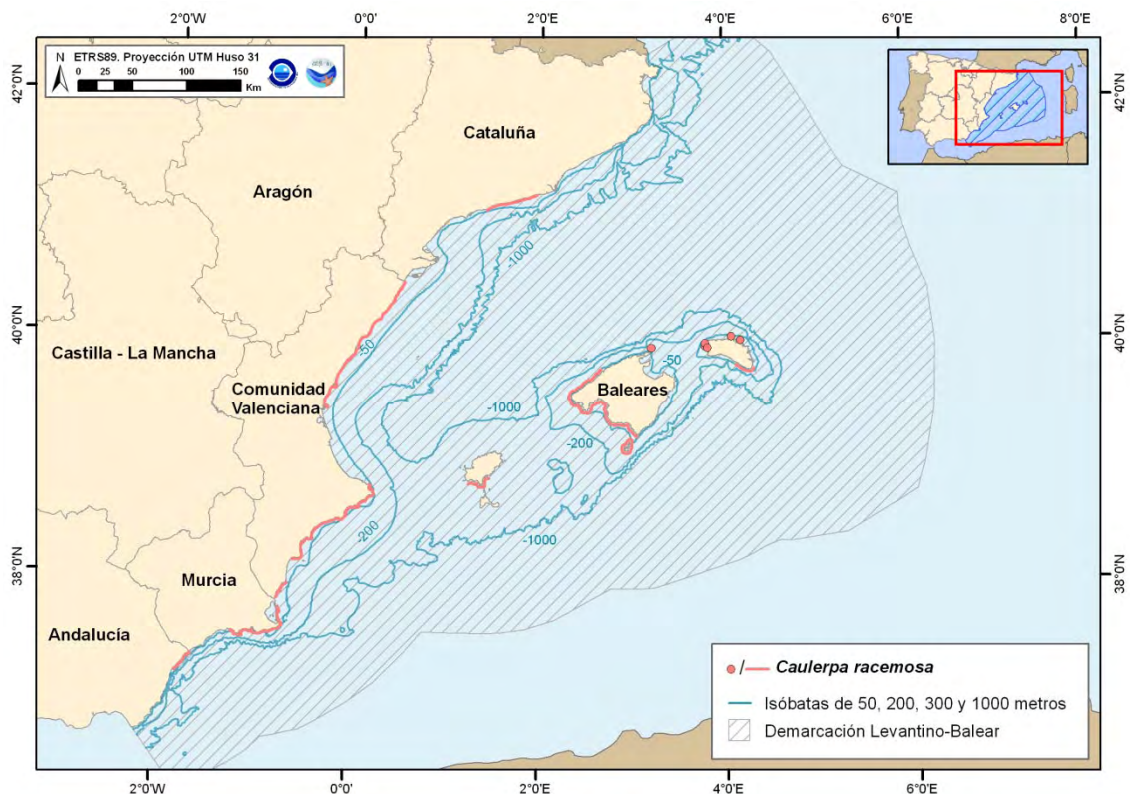 2°0'W 0°0' 2°0'E 4°0'E 6°0'E 8°0'E
N ETRS89. Proyección UTM Huso 31
0 25 50 100 150
Km
42°0'N
42°0'N
Cataluña
Aragón
-1000
40°0'N
40°0'N
-50
Castilla - La Mancha
Comunidad
Valenciana
-50
Baleares
-1000
-200
-200
-1000
38°0'N
38°0'N
Murcia
Andalucía
/ Caulerpa racemosa
Isóbatas de 50, 200, 300 y 1000 metros
Demarcación Levantino-Balear
2°0'W 0°0' 2°0'E 4°0'E 6°0'E